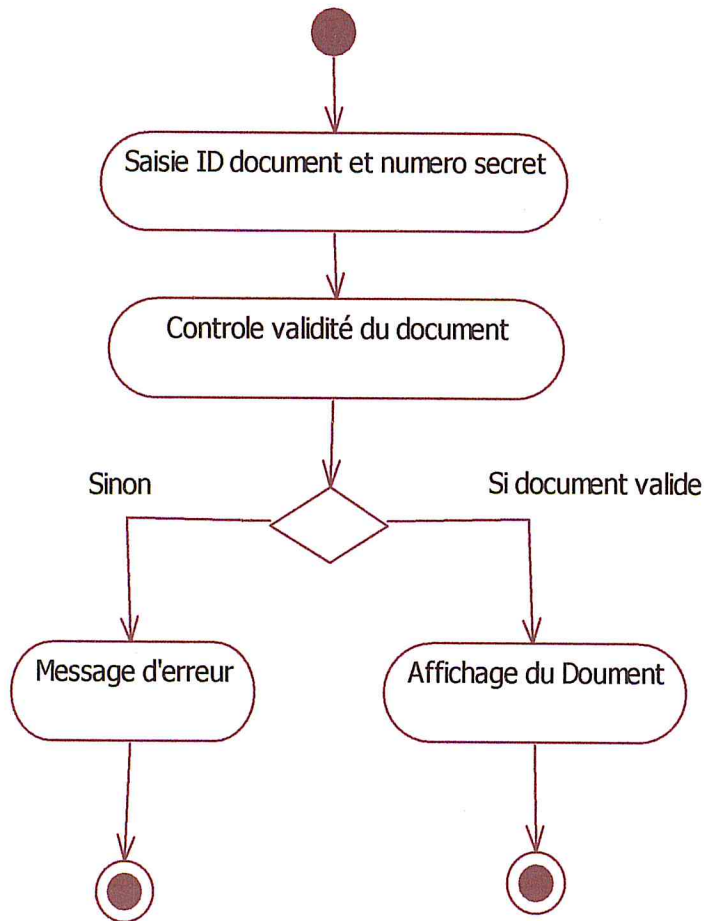 Saisie ID document et numero secret
Controle validité du document
Sinon
Si document valide
Message d'erreur
Affichage du Doument